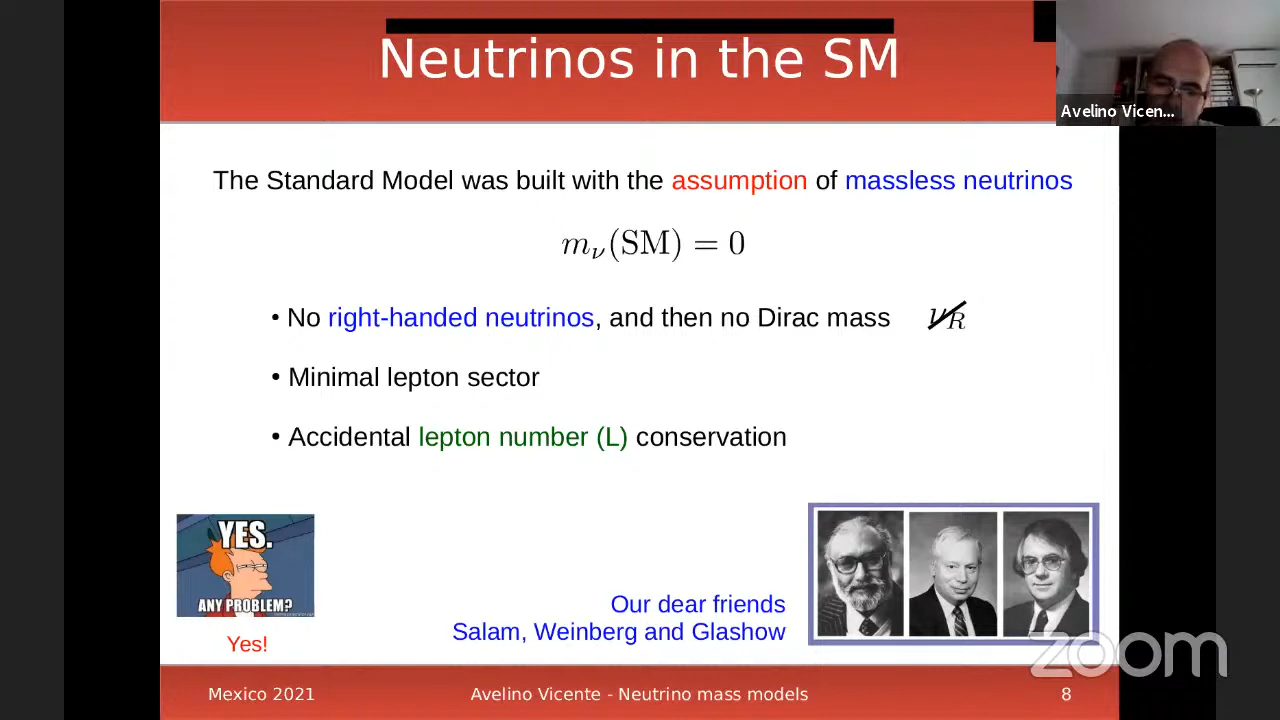 Neutrinos in the SM
Avelino Vicen...
The Standard Model was built with the assumption of massless neutrinos
mν(SM) = 0
• No right-handed neutrinos, and then no Dirac mass νR
• Minimal lepton sector
• Accidental lepton number (L) conservation
YES.
ANY PROBLEM?
Yes!
Our dear friends
Salam, Weinberg and Glashow
zoom
Mexico 2021 Avelino Vicente - Neutrino mass models 8